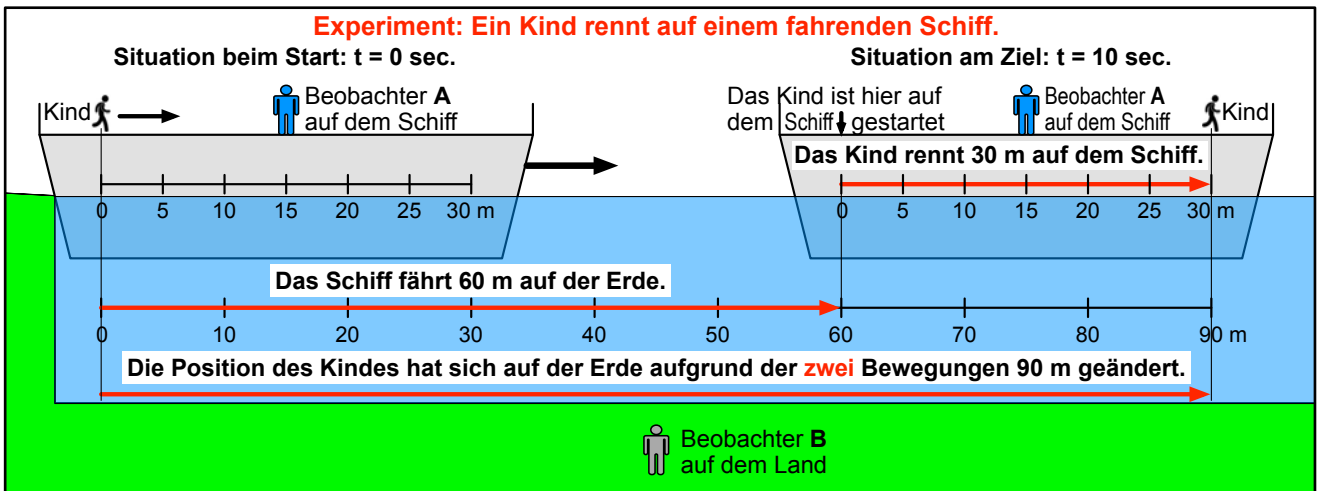 Experiment: Ein Kind rennt auf einem fahrenden Schiff.
Situation beim Start: t = 0 sec.
Situation am Ziel: t = 10 sec.
Kind
Beobachter A
auf dem Schiff
Das Kind ist hier auf
dem Schiff gestartet
Beobachter A
auf dem Schiff
Kind
Das Kind rennt 30 m auf dem Schiff.
0 5 10 15 20 25 30 m
0 5 10 15 20 25 30 m
Das Schiff fährt 60 m auf der Erde.
0 10 20 30 40 50 60 70 80 90 m
Die Position des Kindes hat sich auf der Erde aufgrund der zwei Bewegungen 90 m geändert.
Beobachter B
auf dem Land